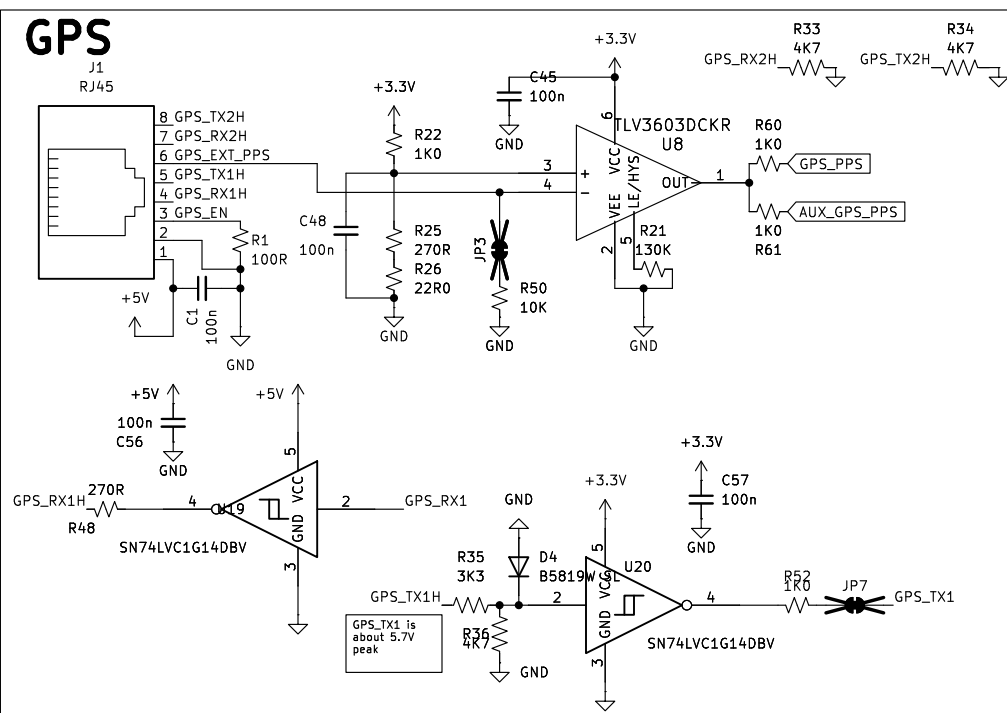 GPS
J1
RJ45
8 GPS_TX2H
7 GPS_RX2H
6 GPS_EXT_PPS
5 GPS_TX1H
4 GPS_RX1H
3 GPS_EN
2
1
R1
100R
+5V
C1
100n
GND
+3.3V
R22
1K0
C48
100n
R25
270R
R26
22R0
GND
+3.3V
C45
100n
GND
TLV3603DCKR
U8
6
VCC
3
+
4
-
LE/HYS
OUT
1
VEE
2
5
R21
130K
GND
JP3
R50
10K
GND
R60
1K0
GPS_PPS
AUX_GPS_PPS
1K0
R61
R33
4K7
GPS_RX2H
R34
4K7
GPS_TX2H
+5V
100n
C56
GND
+5V
5
VCC
GPS_RX1H
270R
R48
4
U19
2
GPS_RX1
GND
3
SN74LVC1G14DBV
GPS_TX1H
R35
3K3
GPS_TX1 is
about 5.7V
peak
R36
4K7
GND
GND
D4
B5819W SL
+3.3V
5
VCC
U20
2
4
GND
3
SN74LVC1G14DBV
+3.3V
C57
100n
GND
R52
1K0
JP7
GPS_TX1